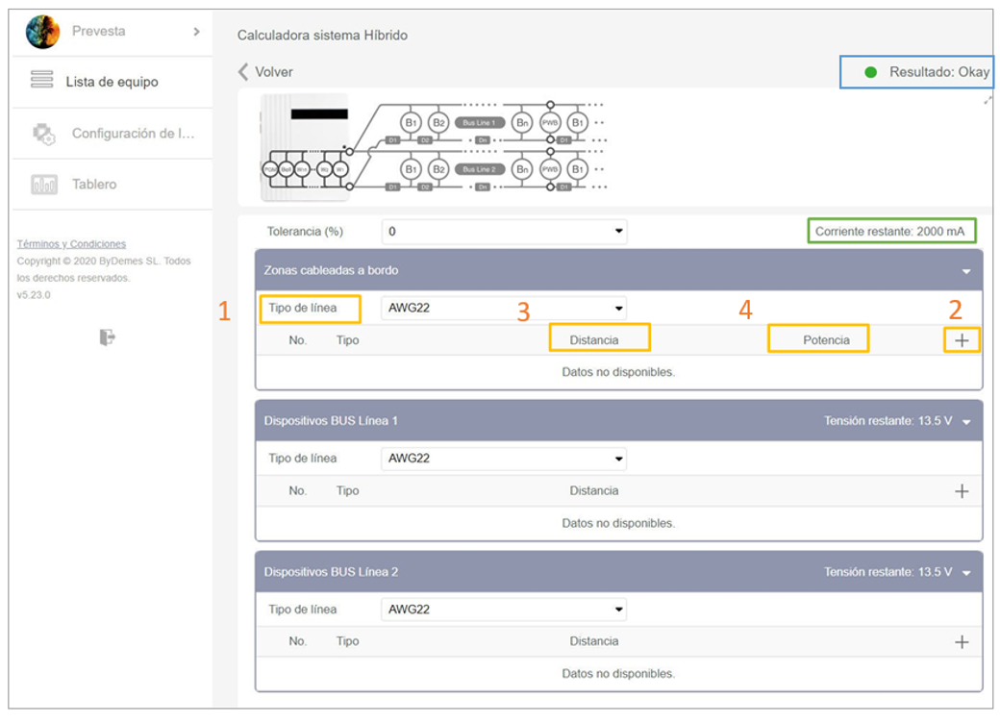 Prevesta
Lista de equipo
Configuración de l...
Tablero
Términos y Condiciones
Copyright © 2020 ByDemes SL. Todos
los derechos reservados.
v5.23.0
Calculadora sistema Híbrido
Volver
Resultado: Okay
B1 B2 Bus Line 1 Bn PWB B1
D1 D2 Dn D1
B1 B2 Bus Line 2 Bn PWB B1
D1 D2 Dn D1
Tolerancia (%) 0 Corriente restante: 2000 mA
Zonas cableadas a bordo
1 Tipo de línea AWG22 3 4 2
No. Tipo Distancia Potencia +
Datos no disponibles.
Dispositivos BUS Línea 1 Tensión restante: 13.5 V
Tipo de línea AWG22
No. Tipo Distancia +
Datos no disponibles.
Dispositivos BUS Línea 2 Tensión restante: 13.5 V
Tipo de línea AWG22
No. Tipo Distancia +
Datos no disponibles.